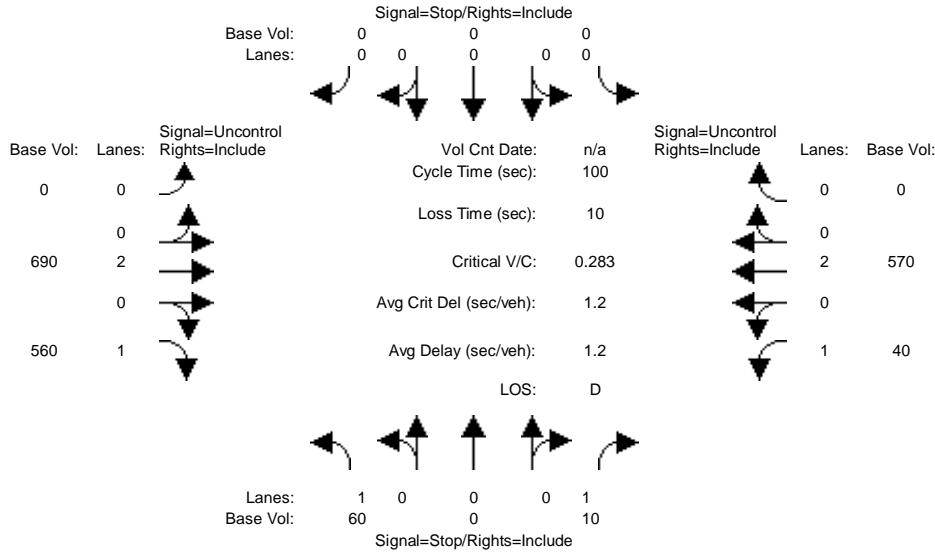 Signal=Stop/Rights=Include
Base Vol: 0 0 0
Lanes: 0 0 0 0 0
Signal=Uncontrol Signal=Uncontrol
Base Vol: Lanes: Rights=Include Vol Cnt Date: n/a Rights=Include Lanes: Base Vol:
Cycle Time (sec): 100
0 0 0 0
Loss Time (sec): 10
0 0
690 2 Critical V/C: 0.283 2 570
0 Avg Crit Del (sec/veh): 1.2 0
560 1 Avg Delay (sec/veh): 1.2 1 40
LOS: D
Lanes: 1 0 0 0 1
Base Vol: 60 0 10
Signal=Stop/Rights=Include